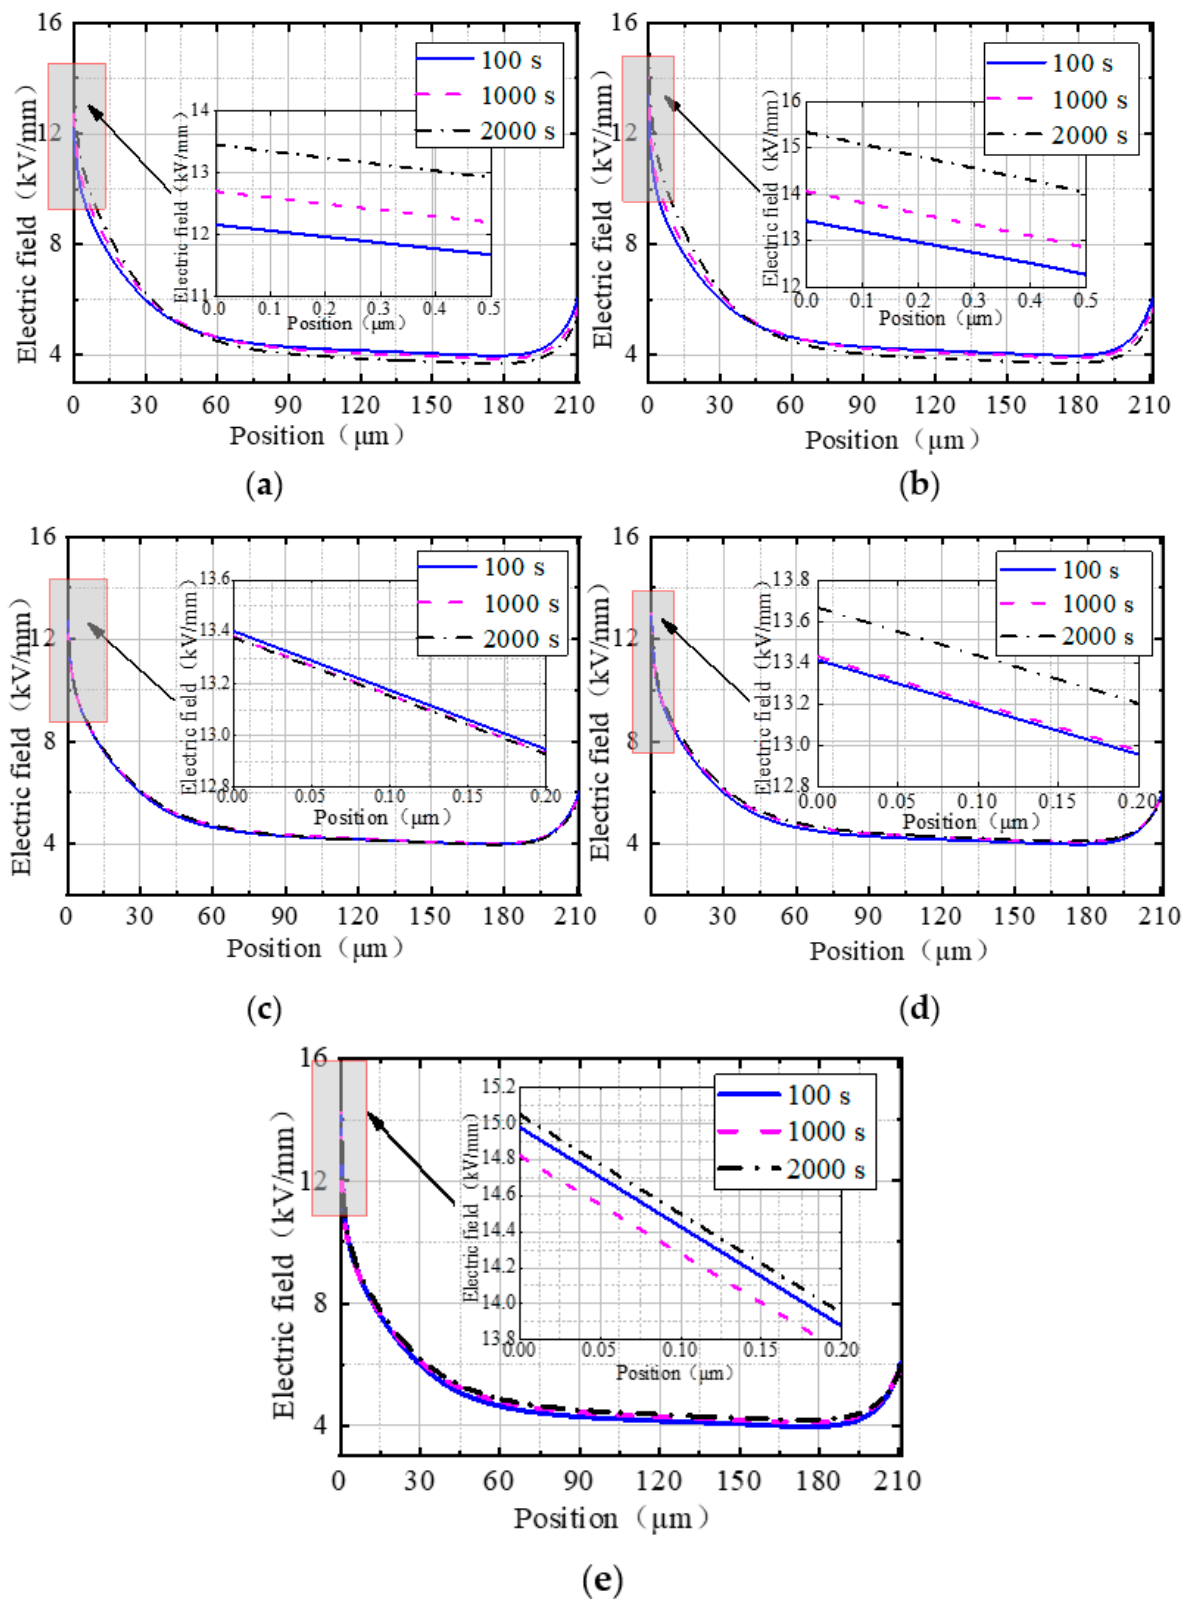 16
12
8
4
Electric field（kV/mm）
0 30 60 90 120 150 180 210
Position（μm）
100 s
1000 s
2000 s
14
13
12
11
Electric field（kV/mm）
0.0 0.1 0.2 0.3 0.4 0.5
Position（μm）
(a)
16
12
8
4
Electric field（kV/mm）
0 30 60 90 120 150 180 210
Position（μm）
100 s
1000 s
2000 s
16
15
14
13
12
Electric field（kV/mm）
0.0 0.1 0.2 0.3 0.4 0.5
Position（μm）
(b)
16
12
8
4
Electric field（kV/mm）
0 30 60 90 120 150 180 210
Position（μm）
100 s
1000 s
2000 s
13.6
13.4
13.2
13.0
12.8
Electric field（kV/mm）
0.00 0.05 0.10 0.15 0.20
Position（μm）
(c)
16
12
8
4
Electric field（kV/mm）
0 30 60 90 120 150 180 210
Position（μm）
100 s
1000 s
2000 s
13.8
13.6
13.4
13.2
13.0
12.8
Electric field（kV/mm）
0.00 0.05 0.10 0.15 0.20
Position（μm）
(d)
16
12
8
4
Electric field（kV/mm）
0 30 60 90 120 150 180 210
Position（μm）
100 s
1000 s
2000 s
15.2
15.0
14.8
14.6
14.4
14.2
14.0
13.8
Electric field（kV/mm）
0.00 0.05 0.10 0.15 0.20
Position（μm）
(e)